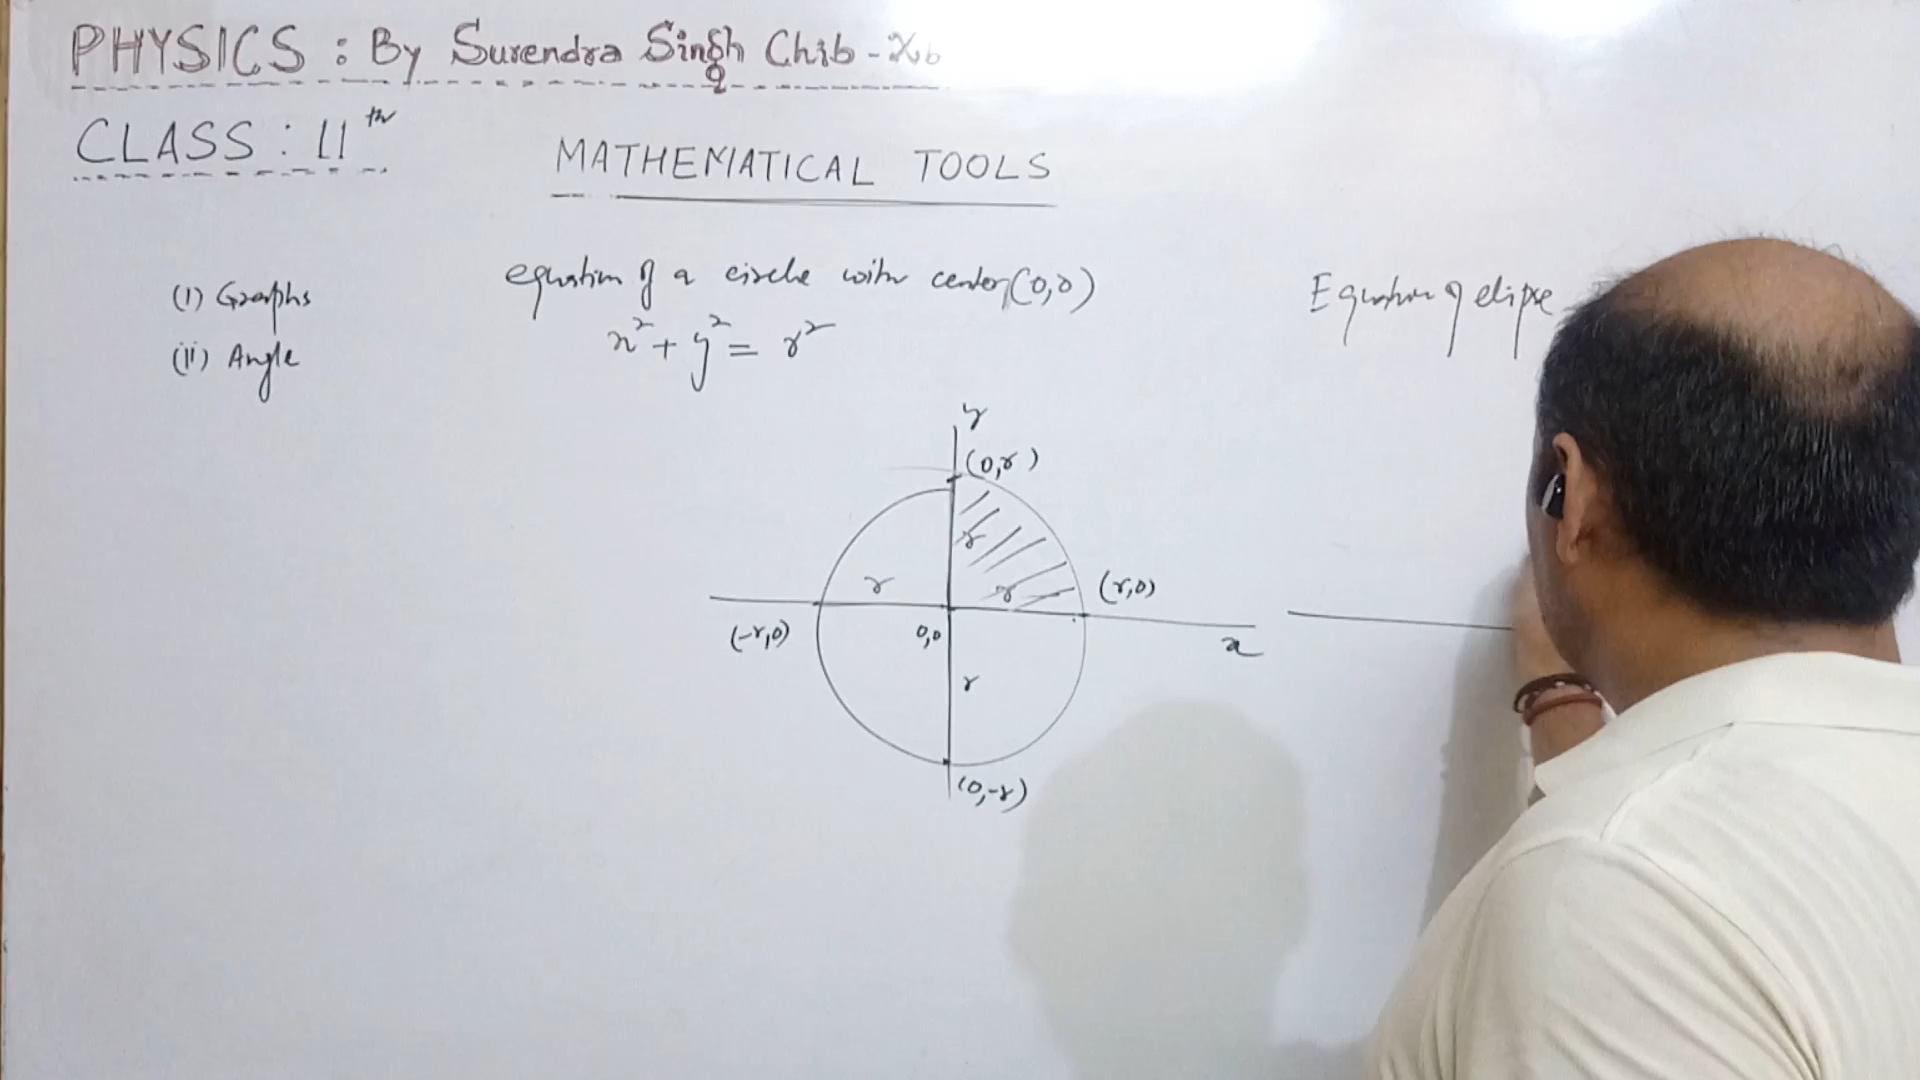 PHYSICS : By Surendra Singh Chib - Xb
CLASS : 11th
MATHEMATICAL TOOLS
(I) Graphs
(II) Angle
equation of a circle with center (0,0)
x² + y² = r²
y
(0,r)
r
r
r
(r,0)
(-r,0)
0,0
x
r
(0,-r)
Equation of elipse